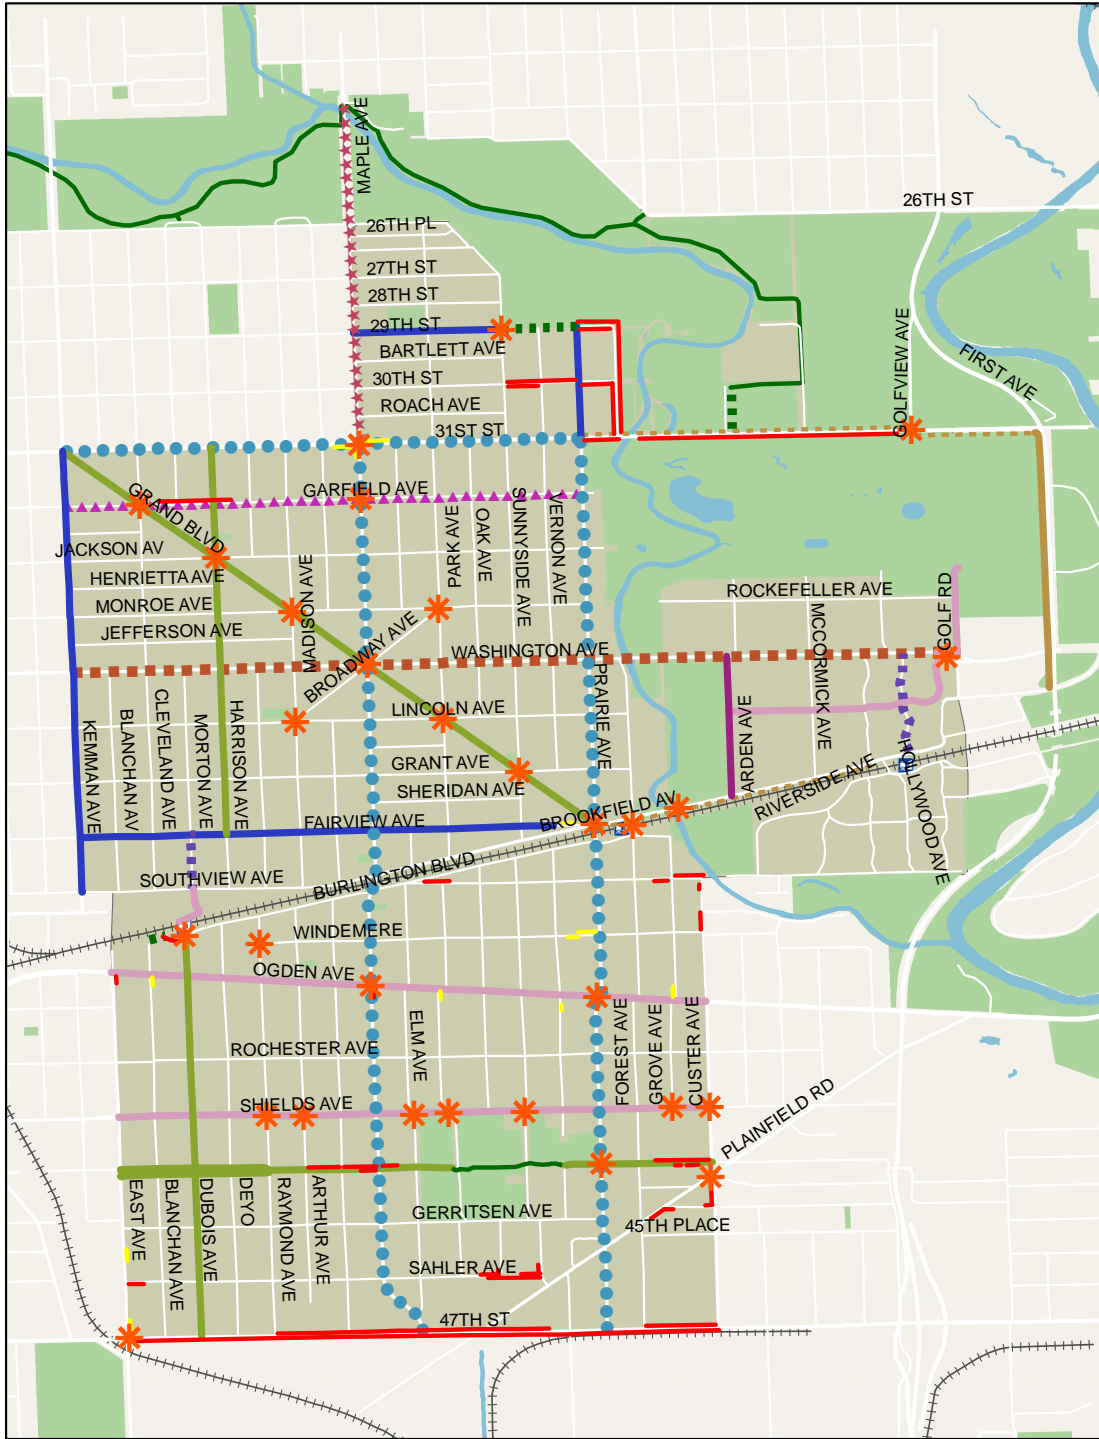 MAPLE AVE
26TH ST
26TH PL
27TH ST
28TH ST
29TH ST
BARTLETT AVE
FIRST AVE
30TH ST
GOLFVIEW AVE
ROACH AVE
31ST ST
GARFIELD AVE
GRAND BLVD
SUNNYSIDE AVE
VERNON AVE
PARK AVE
OAK AVE
JACKSON AV
HENRIETTA AVE
MADISON AVE
ROCKEFELLER AVE
GOLF RD
MONROE AVE
MCCORMICK AVE
JEFFERSON AVE
BROADWAY AVE
WASHINGTON AVE
PRAIRIE AVE
CLEVELAND AVE
LINCOLN AVE
HARRISON AVE
BLANCHAN AV
MORTON AVE
KEMMAN AVE
ARDEN AVE
GRANT AVE
HOLLYWOOD AVE
SHERIDAN AVE
RIVERSIDE AVE
BROOKFIELD AV
FAIRVIEW AVE
BURLINGTON BLVD
SOUTHVIEW AVE
WINDEMERE
OGDEN AVE
ELM AVE
FOREST AVE
GROVE AVE
CUSTER AVE
ROCHESTER AVE
SHIELDS AVE
PLAINFIELD RD
EAST AVE
BLANCHAN AVE
DUBOIS AVE
DEYO
RAYMOND AVE
ARTHUR AVE
GERRITSEN AVE
45TH PLACE
SAHLER AVE
47TH ST